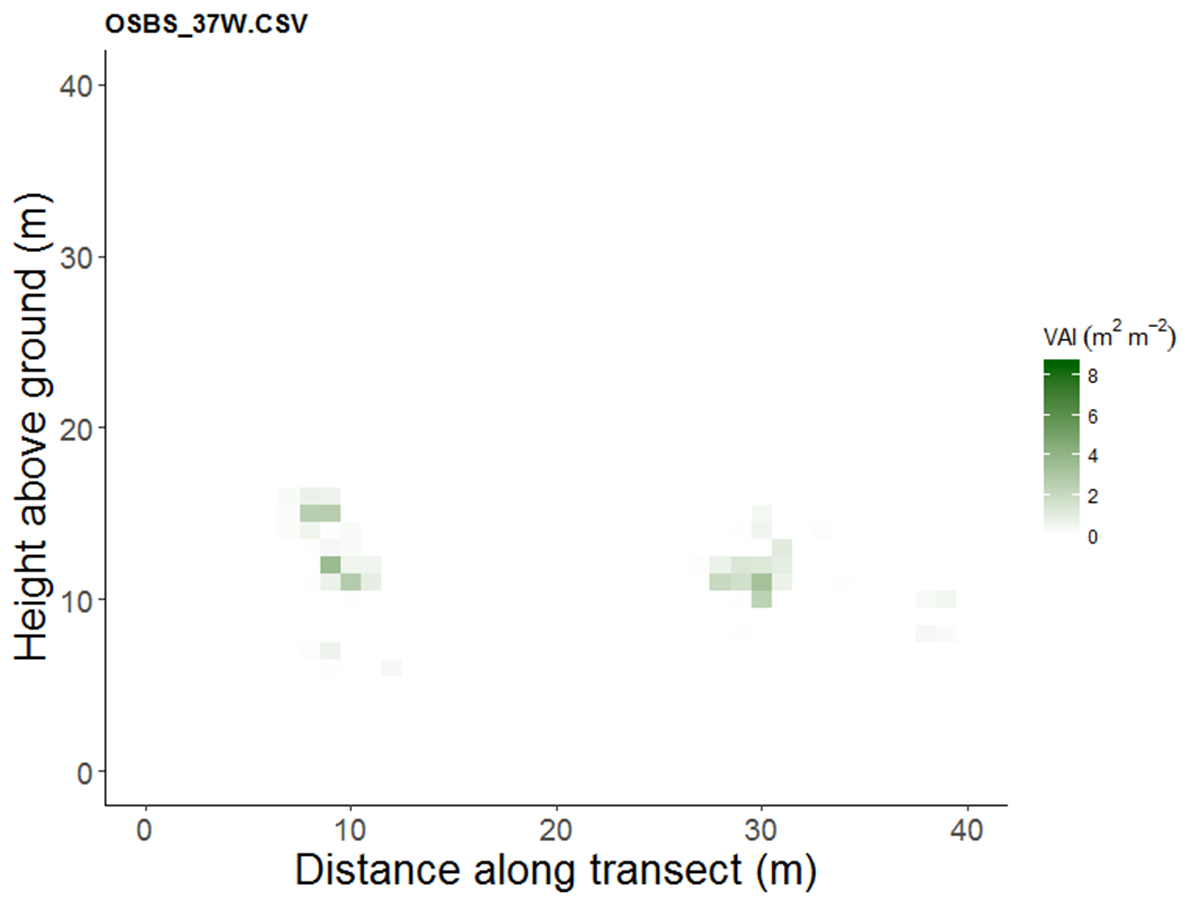 OSBS_37W.CSV
40
30
20
10
0
Height above ground (m)
0 10 20 30 40
Distance along transect (m)
VAI (m² m⁻²)
8
6
4
2
0